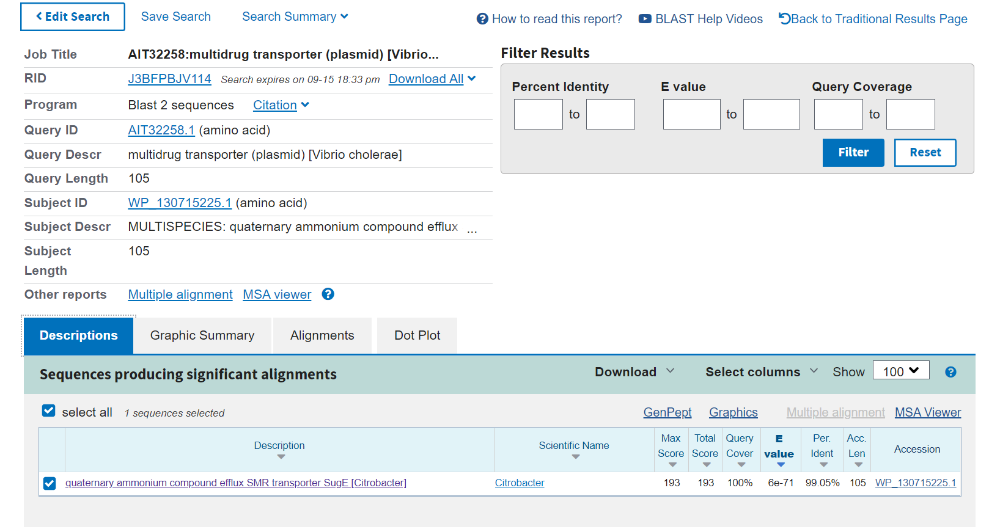 Edit Search Save Search Search Summary
How to read this report? BLAST Help Videos Back to Traditional Results Page
Job Title AIT32258:multidrug transporter (plasmid) [Vibrio...
RID J3BFPBJV114 Search expires on 09-15 18:33 pm Download All
Program Blast 2 sequences Citation
Query ID AIT32258.1 (amino acid)
Query Descr multidrug transporter (plasmid) [Vibrio cholerae]
Query Length 105
Subject ID WP_130715225.1 (amino acid)
Subject Descr MULTISPECIES: quaternary ammonium compound efflux ...
Subject Length 105
Other reports Multiple alignment MSA viewer ?
Filter Results
Percent Identity E value Query Coverage
to to to
Filter Reset
Descriptions Graphic Summary Alignments Dot Plot
Sequences producing significant alignments Download Select columns Show 100 ?
select all 1 sequences selected GenPept Graphics Multiple alignment MSA Viewer
Description Scientific Name Max Score Total Score Query Cover E value Per. Ident Acc. Len Accession
quaternary ammonium compound efflux SMR transporter SugE [Citrobacter] Citrobacter 193 193 100% 6e-71 99.05% 105 WP_130715225.1